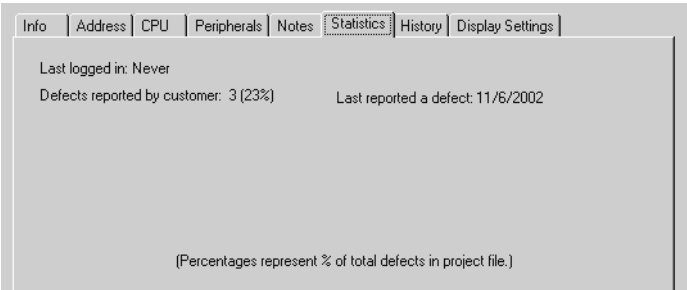 Info Address CPU Peripherals Notes Statistics History Display Settings
Last logged in: Never
Defects reported by customer: 3 (23%) Last reported a defect: 11/6/2002
(Percentages represent % of total defects in project file.)